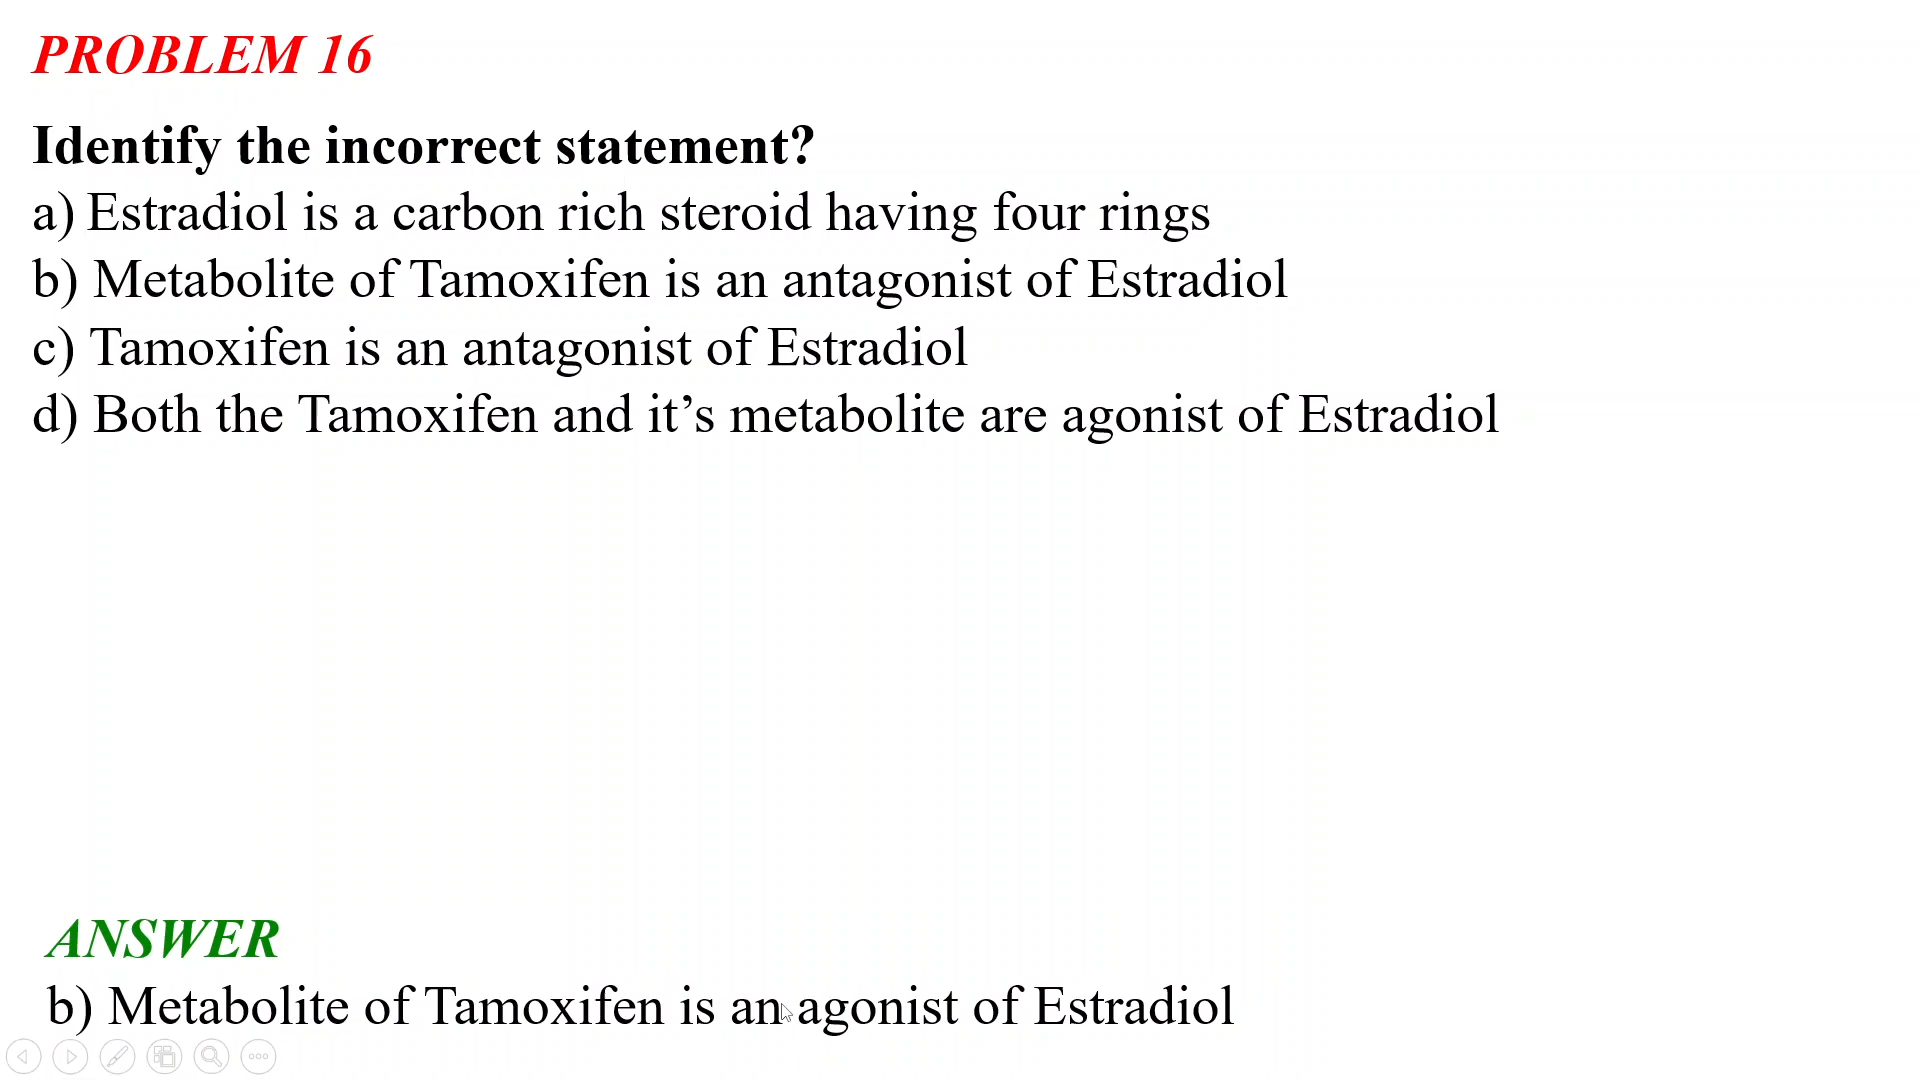 PROBLEM 16
Identify the incorrect statement?
a) Estradiol is a carbon rich steroid having four rings
b) Metabolite of Tamoxifen is an antagonist of Estradiol
c) Tamoxifen is an antagonist of Estradiol
d) Both the Tamoxifen and it’s metabolite are agonist of Estradiol
ANSWER
b) Metabolite of Tamoxifen is an agonist of Estradiol